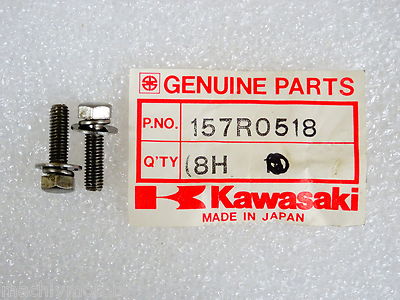 GENUINE PARTS
P.NO. 157R0518
Q'TY (8H
Kawasaki
MADE IN JAPAN